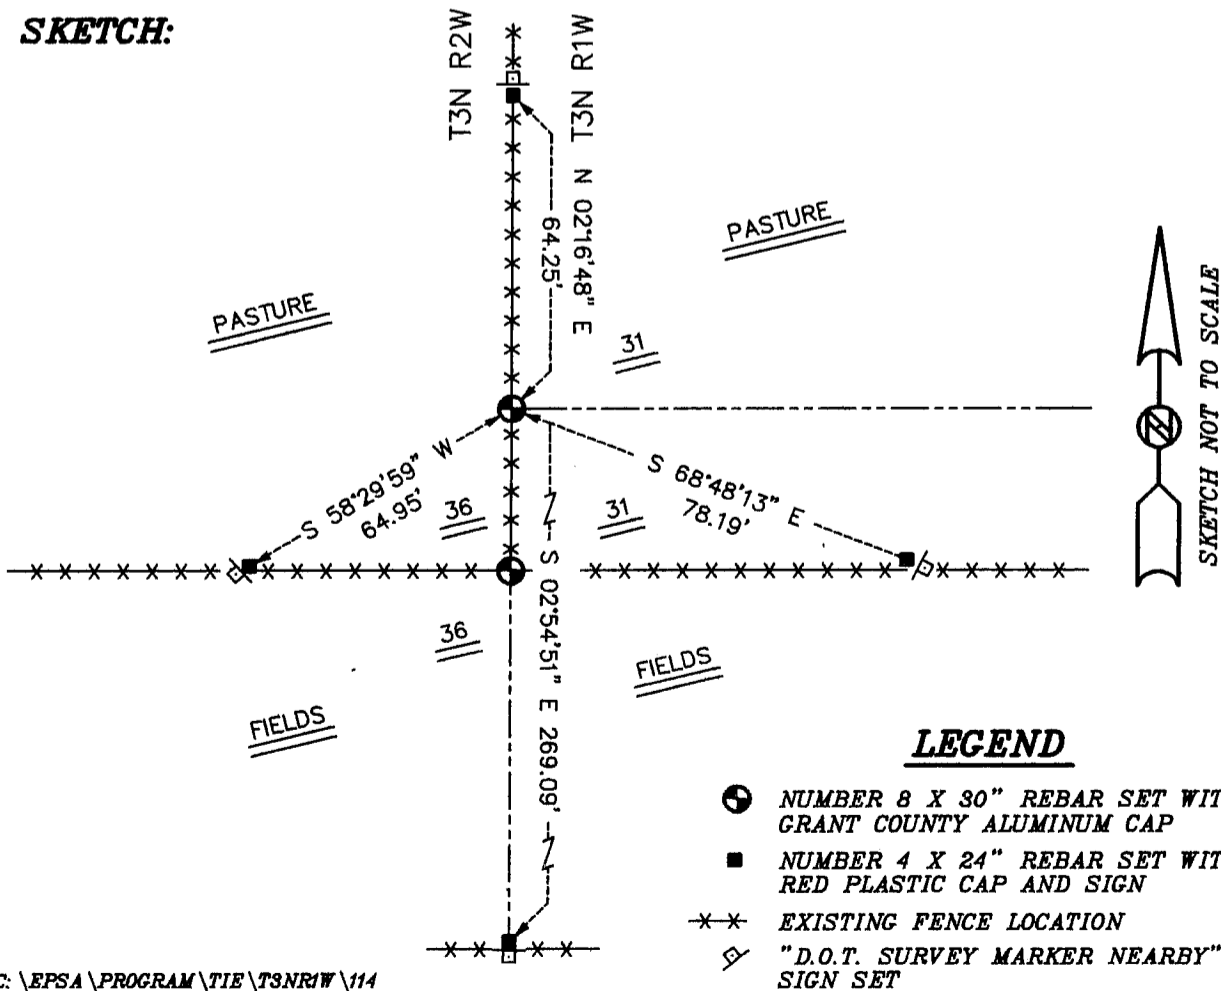 SKETCH:
T3N R2W
T3N R1W
N 02°16'48" E
64.25'
PASTURE
PASTURE
31
SKETCH NOT TO SCALE
S 58°29'59" W
64.95'
36
S 68°48'13" E
78.19'
31
S 02°54'51" E 269.09'
36
FIELDS
FIELDS
LEGEND
NUMBER 8 X 30" REBAR SET WIT
GRANT COUNTY ALUMINUM CAP
NUMBER 4 X 24" REBAR SET WIT
RED PLASTIC CAP AND SIGN
EXISTING FENCE LOCATION
"D.O.T. SURVEY MARKER NEARBY"
SIGN SET
C: \EPSA\PROGRAM\TIE\T3NR1W\114